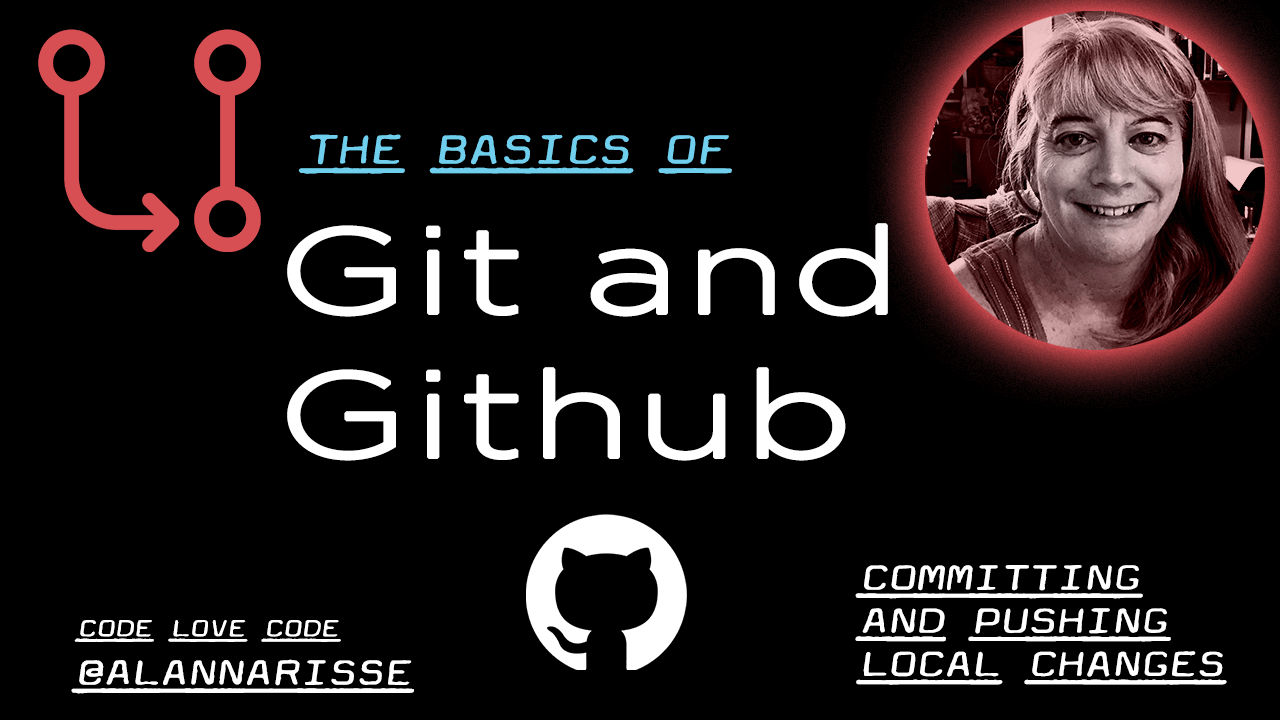 THE BASICS OF
Git and
Github
CODE LOVE CODE
@ALANNARISSE
COMMITTING
AND PUSHING
LOCAL CHANGES